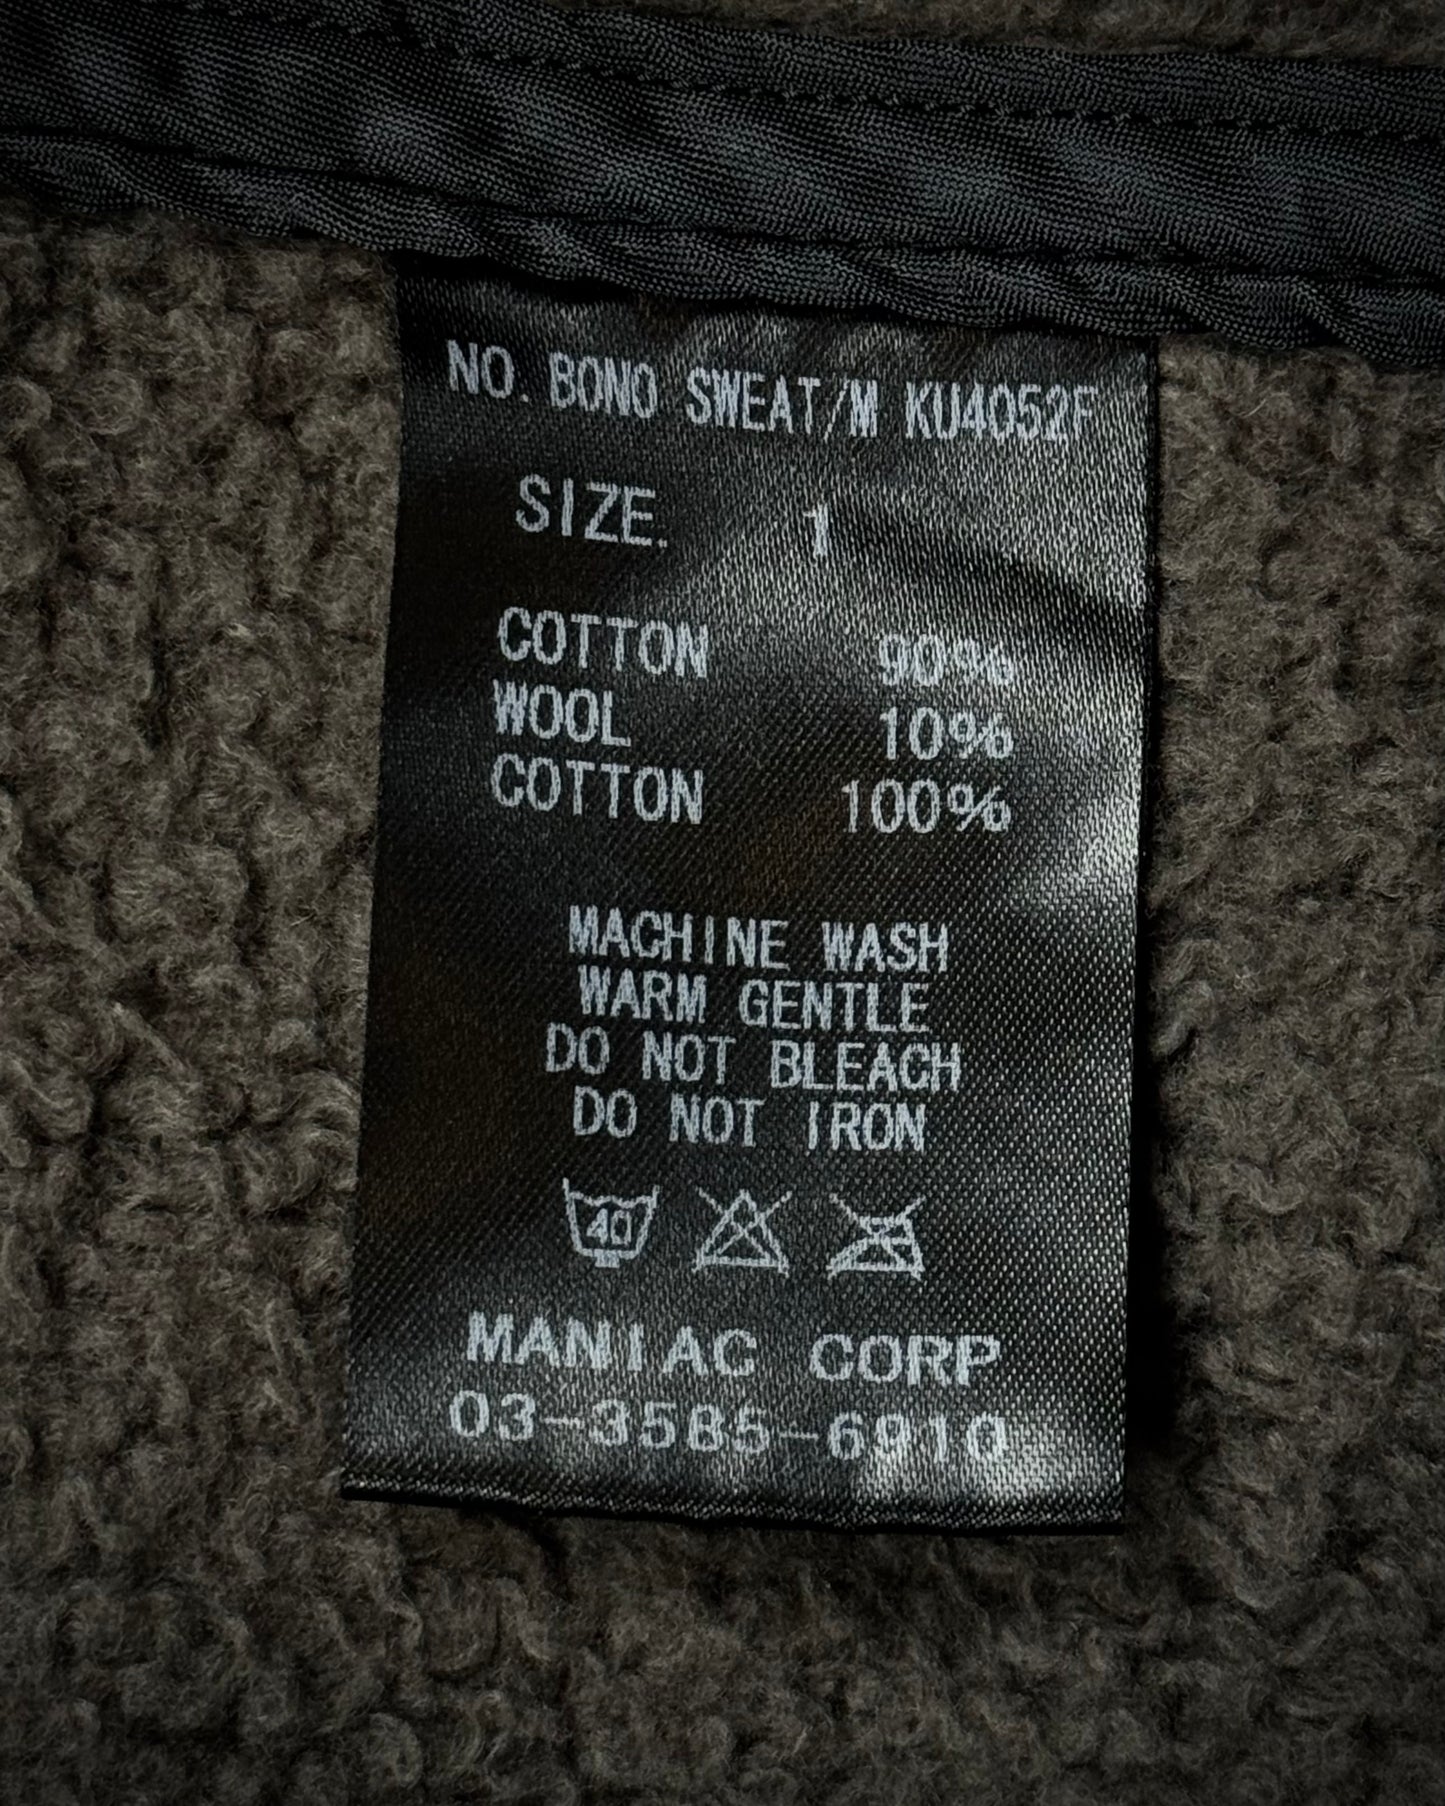 NO. BONO SWEAT/M KU4052F
SIZE. 1
COTTON 90%
WOOL 10%
COTTON 100%
MACHINE WASH
WARM GENTLE
DO NOT BLEACH
DO NOT IRON
40
MANIAC CORP
03-3585-6910